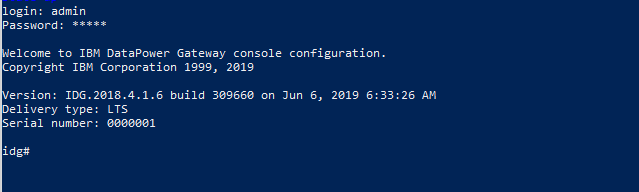 login: admin
Password: *****
Welcome to IBM DataPower Gateway console configuration.
Copyright IBM Corporation 1999, 2019
Version: IDG.2018.4.1.6 build 309660 on Jun 6, 2019 6:33:26 AM
Delivery type: LTS
Serial number: 0000001
idg#